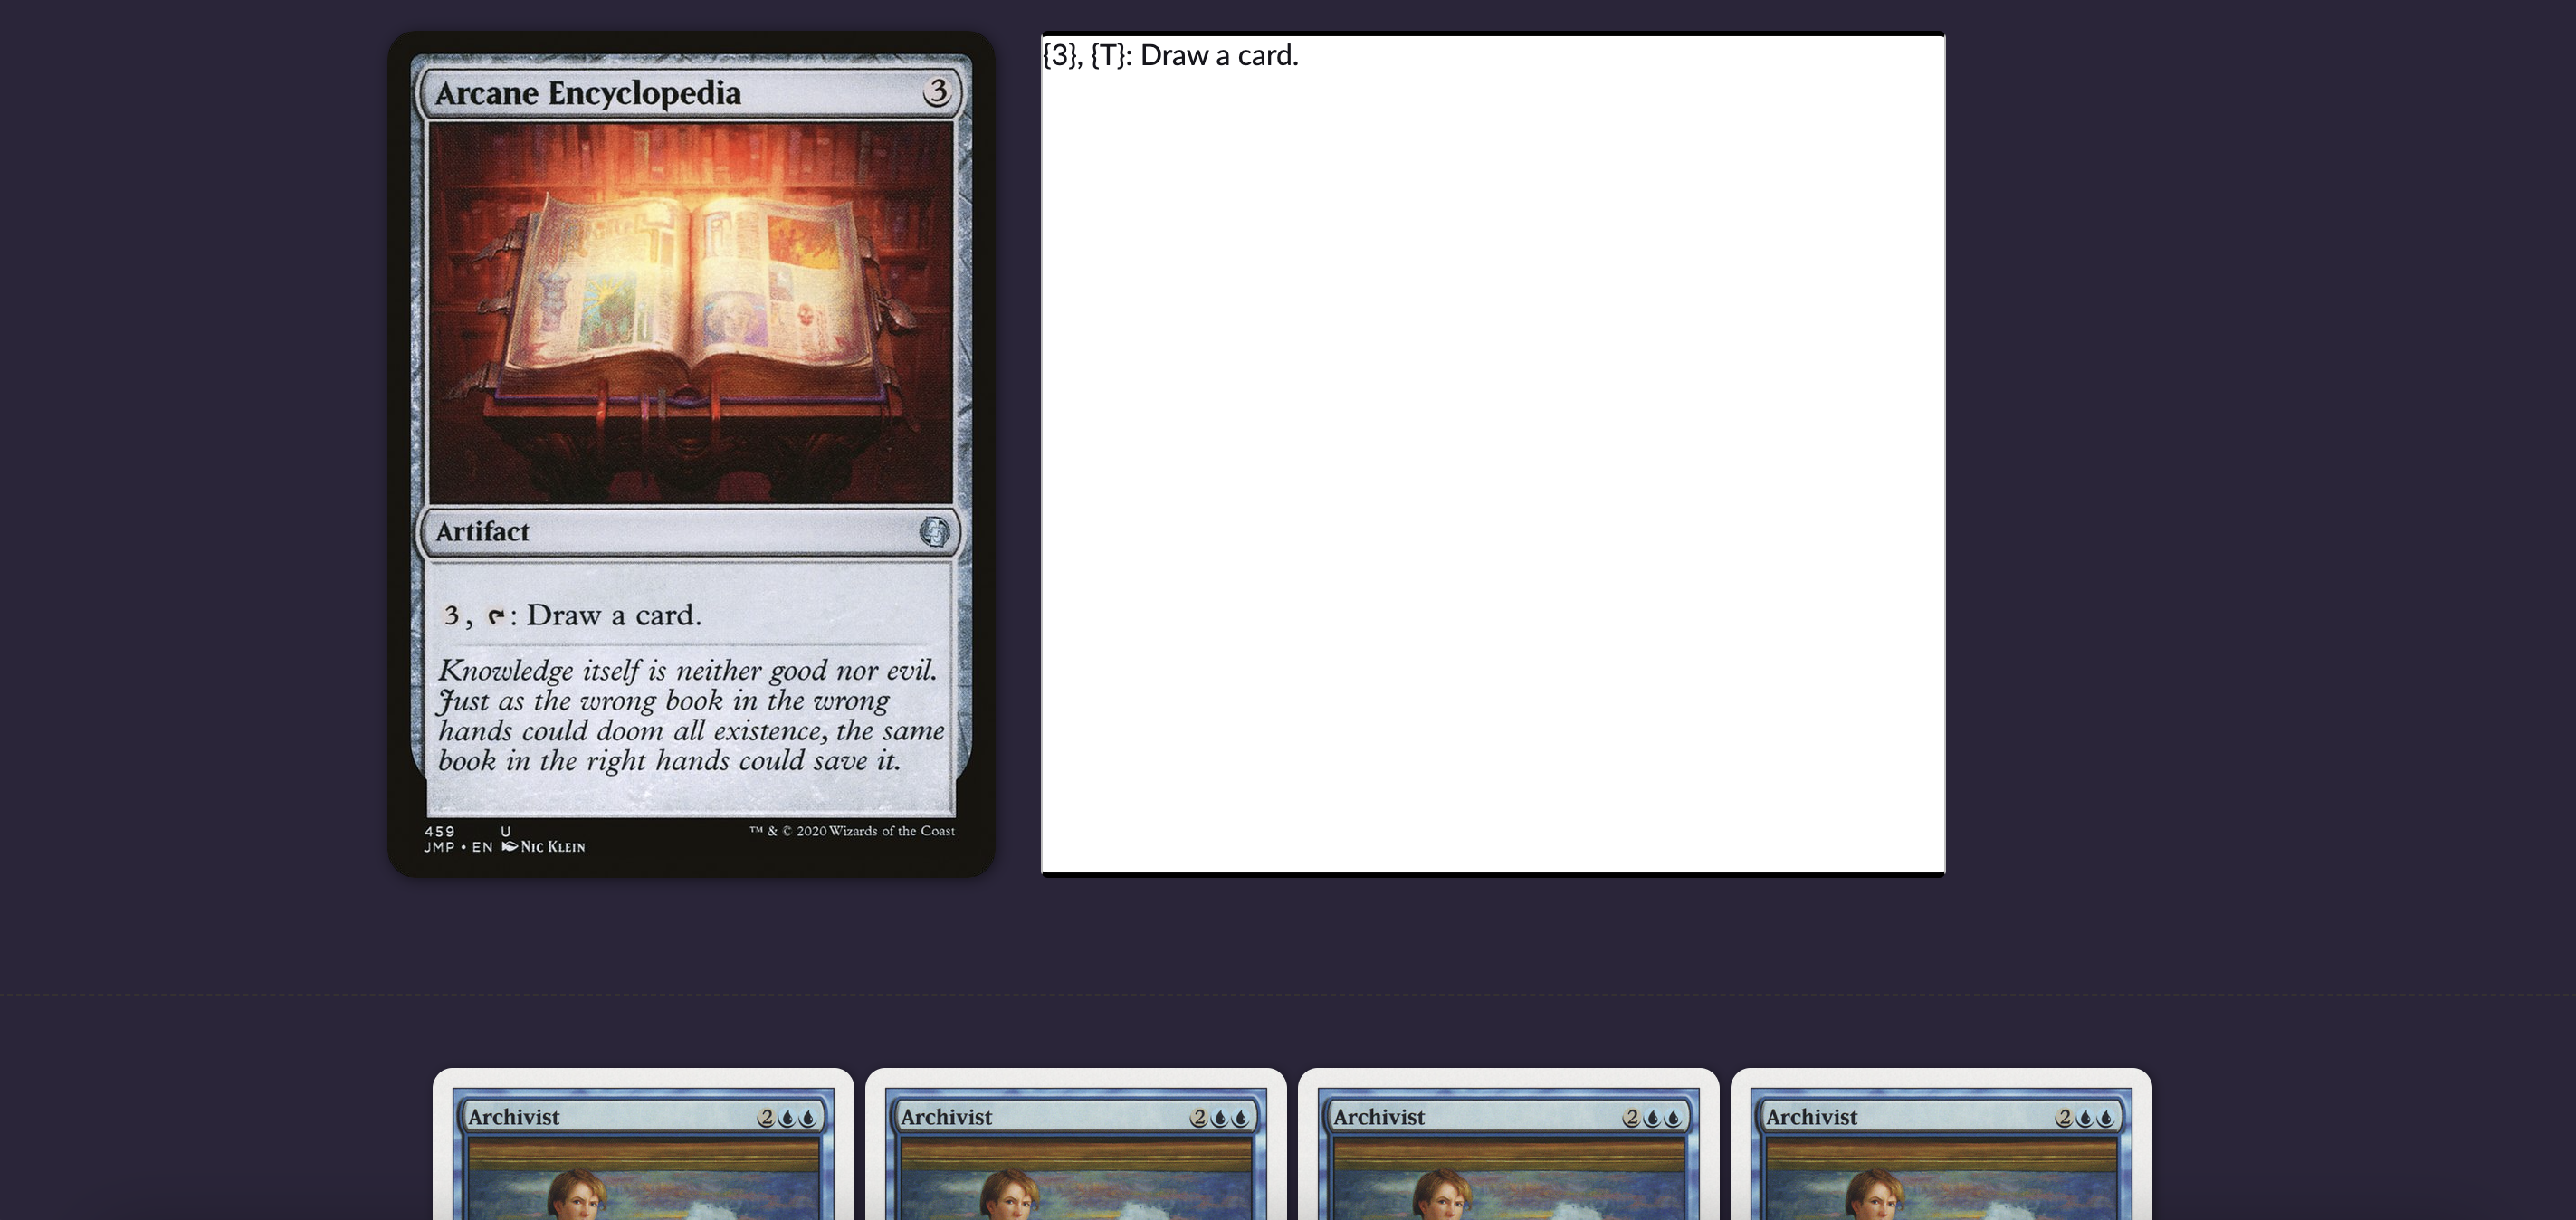 Arcane Encyclopedia 3
Artifact
3, : Draw a card.
Knowledge itself is neither good nor evil.
Just as the wrong book in the wrong
hands could doom all existence, the same
book in the right hands could save it.
459 U
JMP • EN NIC KLEIN
™ & © 2020 Wizards of the Coast
{3}, {T}: Draw a card.
Archivist 2
Archivist 2
Archivist 2
Archivist 2